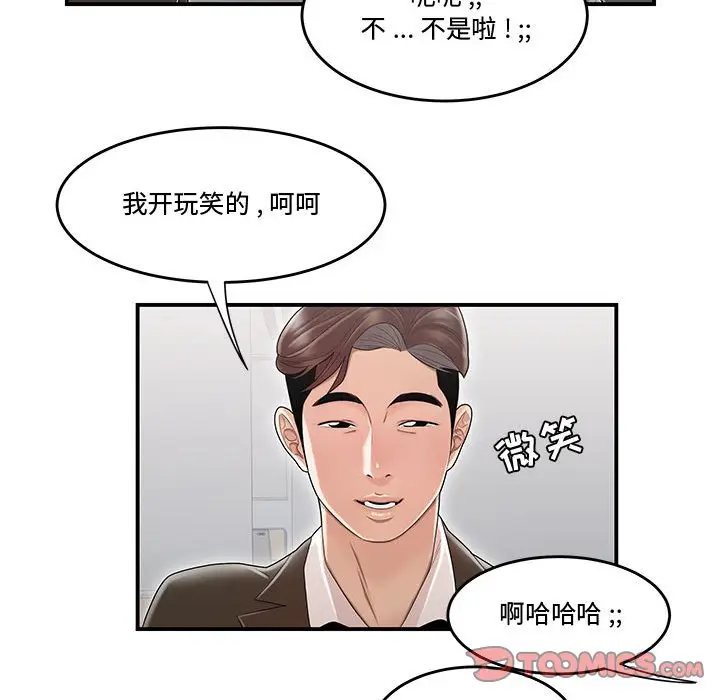 不 ... 不是啦 ! ;;
我开玩笑的 , 呵呵
微笑
啊哈哈哈 ;;
TOOMICS.COM